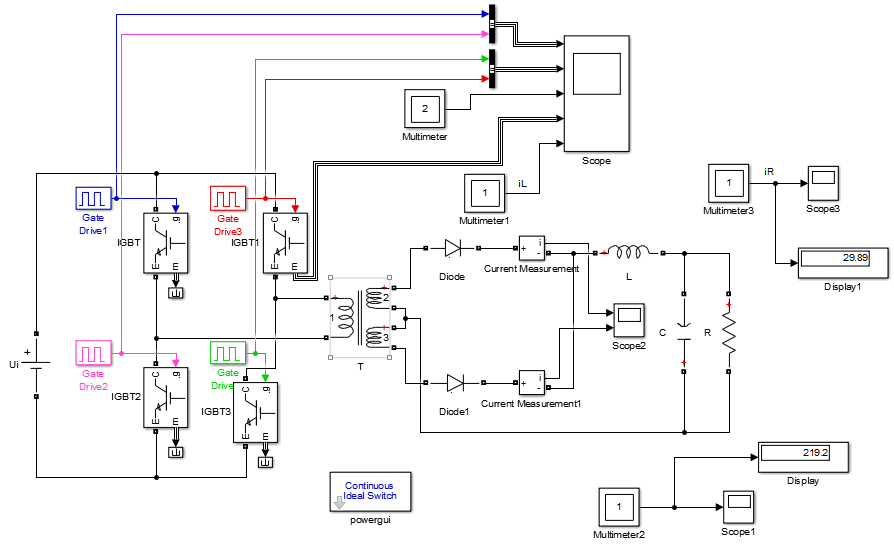 2
Multimeter
Scope
1
iL
Multimeter1
1
iR
Multimeter3
Scope3
29.89
Display1
Gate
Drive1
Gate
Drive3
g
C
IGBT
E
m
g
C
IGBT1
E
m
E
Diode
i
+
-
Current Measurement
+
L
+
1
+
2
+
3
T
Scope2
C
+
R
+
Ui
+
Gate
Drive2
Gate
Drive
g
C
IGBT2
E
m
E
g
C
IGBT3
E
m
E
Diode1
i
+
-
Current Measurement1
Continuous
Ideal Switch
powergui
219.2
Display
1
Multimeter2
Scope1